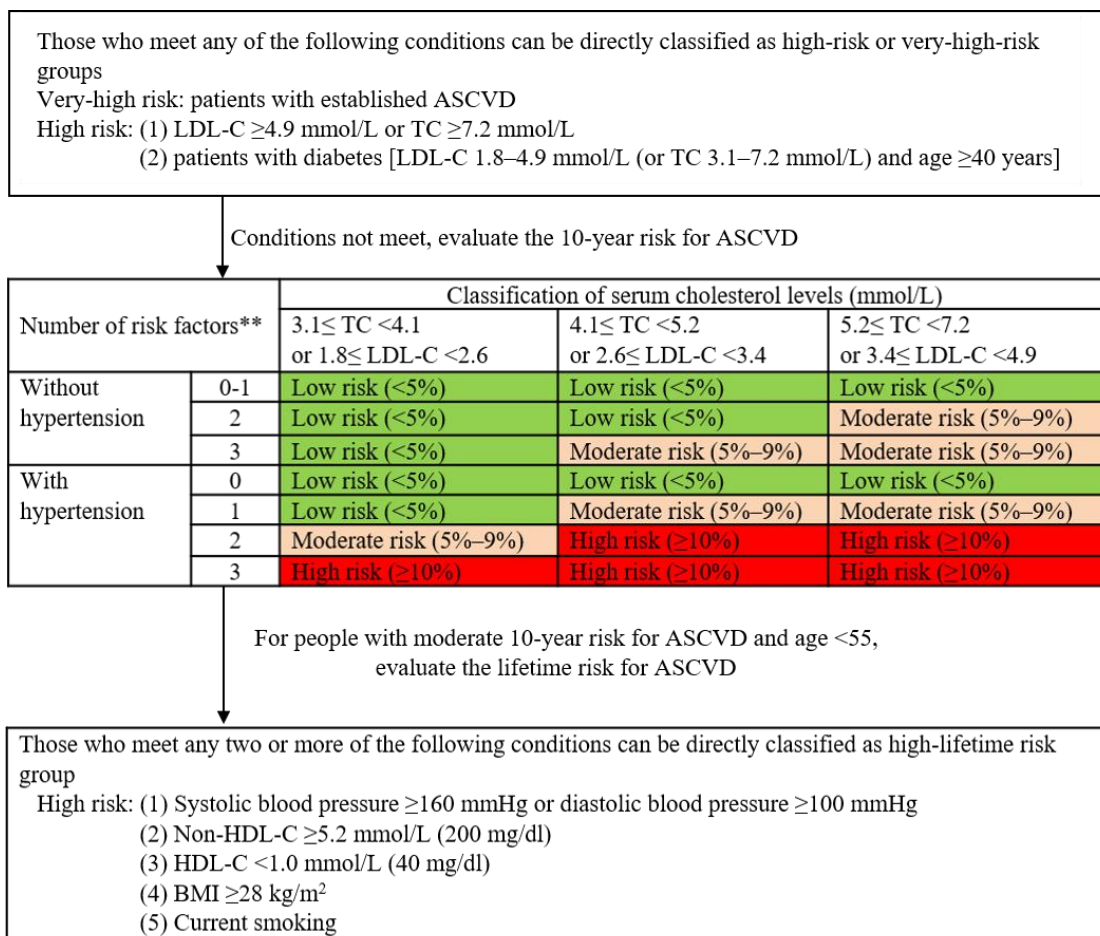 Those who meet any of the following conditions can be directly classified as high-risk or very-high-risk
groups
Very-high risk: patients with established ASCVD
High risk: (1) LDL-C ≥4.9 mmol/L or TC ≥7.2 mmol/L
(2) patients with diabetes [LDL-C 1.8–4.9 mmol/L (or TC 3.1–7.2 mmol/L) and age ≥40 years]
Conditions not meet, evaluate the 10-year risk for ASCVD
Number of risk factors**
Classification of serum cholesterol levels (mmol/L)
3.1≤ TC <4.1
or 1.8≤ LDL-C <2.6
4.1≤ TC <5.2
or 2.6≤ LDL-C <3.4
5.2≤ TC <7.2
or 3.4≤ LDL-C <4.9
Without
hypertension
0-1 Low risk (<5%) Low risk (<5%) Low risk (<5%)
2 Low risk (<5%) Low risk (<5%) Moderate risk (5%–9%)
3 Low risk (<5%) Moderate risk (5%–9%) Moderate risk (5%–9%)
With
hypertension
0 Low risk (<5%) Low risk (<5%) Low risk (<5%)
1 Low risk (<5%) Moderate risk (5%–9%) Moderate risk (5%–9%)
2 Moderate risk (5%–9%) High risk (≥10%) High risk (≥10%)
3 High risk (≥10%) High risk (≥10%) High risk (≥10%)
For people with moderate 10-year risk for ASCVD and age <55,
evaluate the lifetime risk for ASCVD
Those who meet any two or more of the following conditions can be directly classified as high-lifetime risk
group
High risk: (1) Systolic blood pressure ≥160 mmHg or diastolic blood pressure ≥100 mmHg
(2) Non-HDL-C ≥5.2 mmol/L (200 mg/dl)
(3) HDL-C <1.0 mmol/L (40 mg/dl)
(4) BMI ≥28 kg/m²
(5) Current smoking